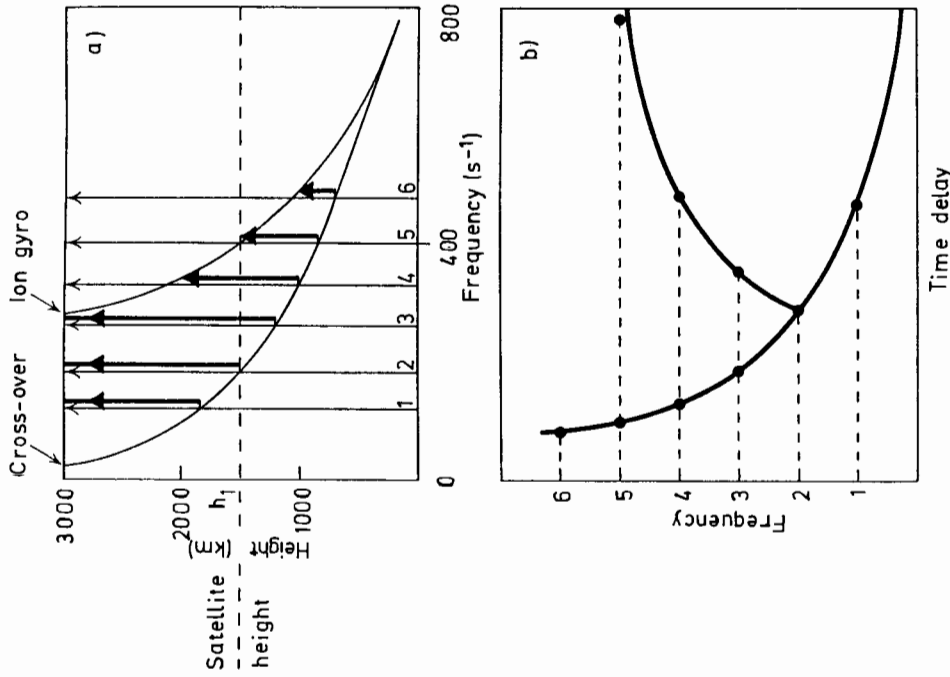 Cross-over
Ion gyro
a)
3000
2000
h₁
1000
Height
(km)
Satellite
height
1
2
3
4
5
6
0
400
800
Frequency (s⁻¹)
b)
6
5
4
3
2
1
Frequency
Time delay